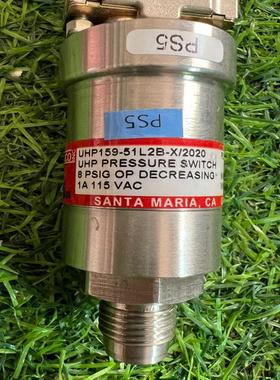 PS5
PS5
UHP159-51L2B-X/2020
UHP PRESSURE SWITCH
8 PSIG OP DECREASING
1A 115 VAC
SANTA MARIA, CA